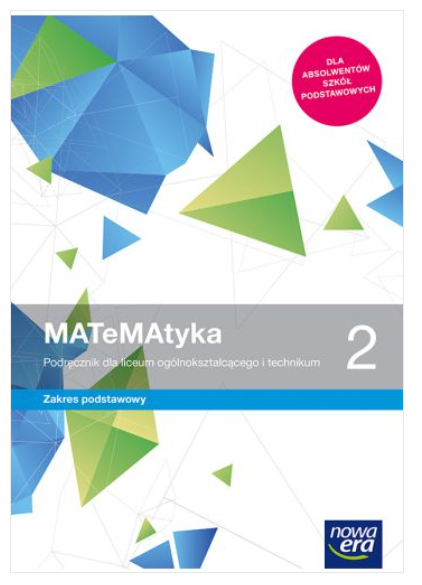 DLA
ABSOLWENTÓW
SZKÓŁ
PODSTAWOWYCH
MATeMAtyka 2
Podręcznik dla liceum ogólnokształcącego i technikum
Zakres podstawowy
nowa
era